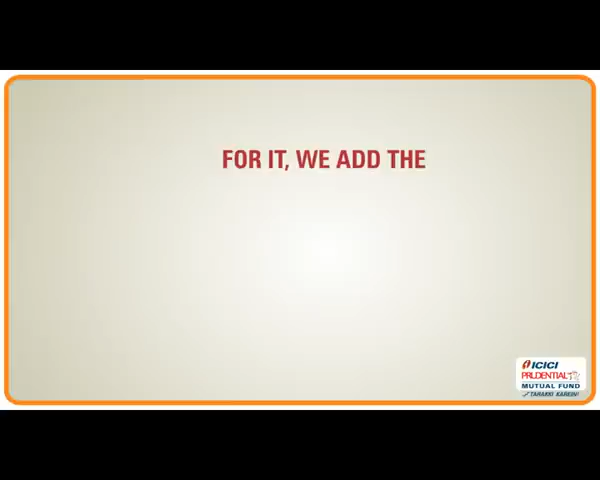 FOR IT, WE ADD THE
ICICI
PRUDENTIAL
MUTUAL FUND
TARAKKI KAREIN!